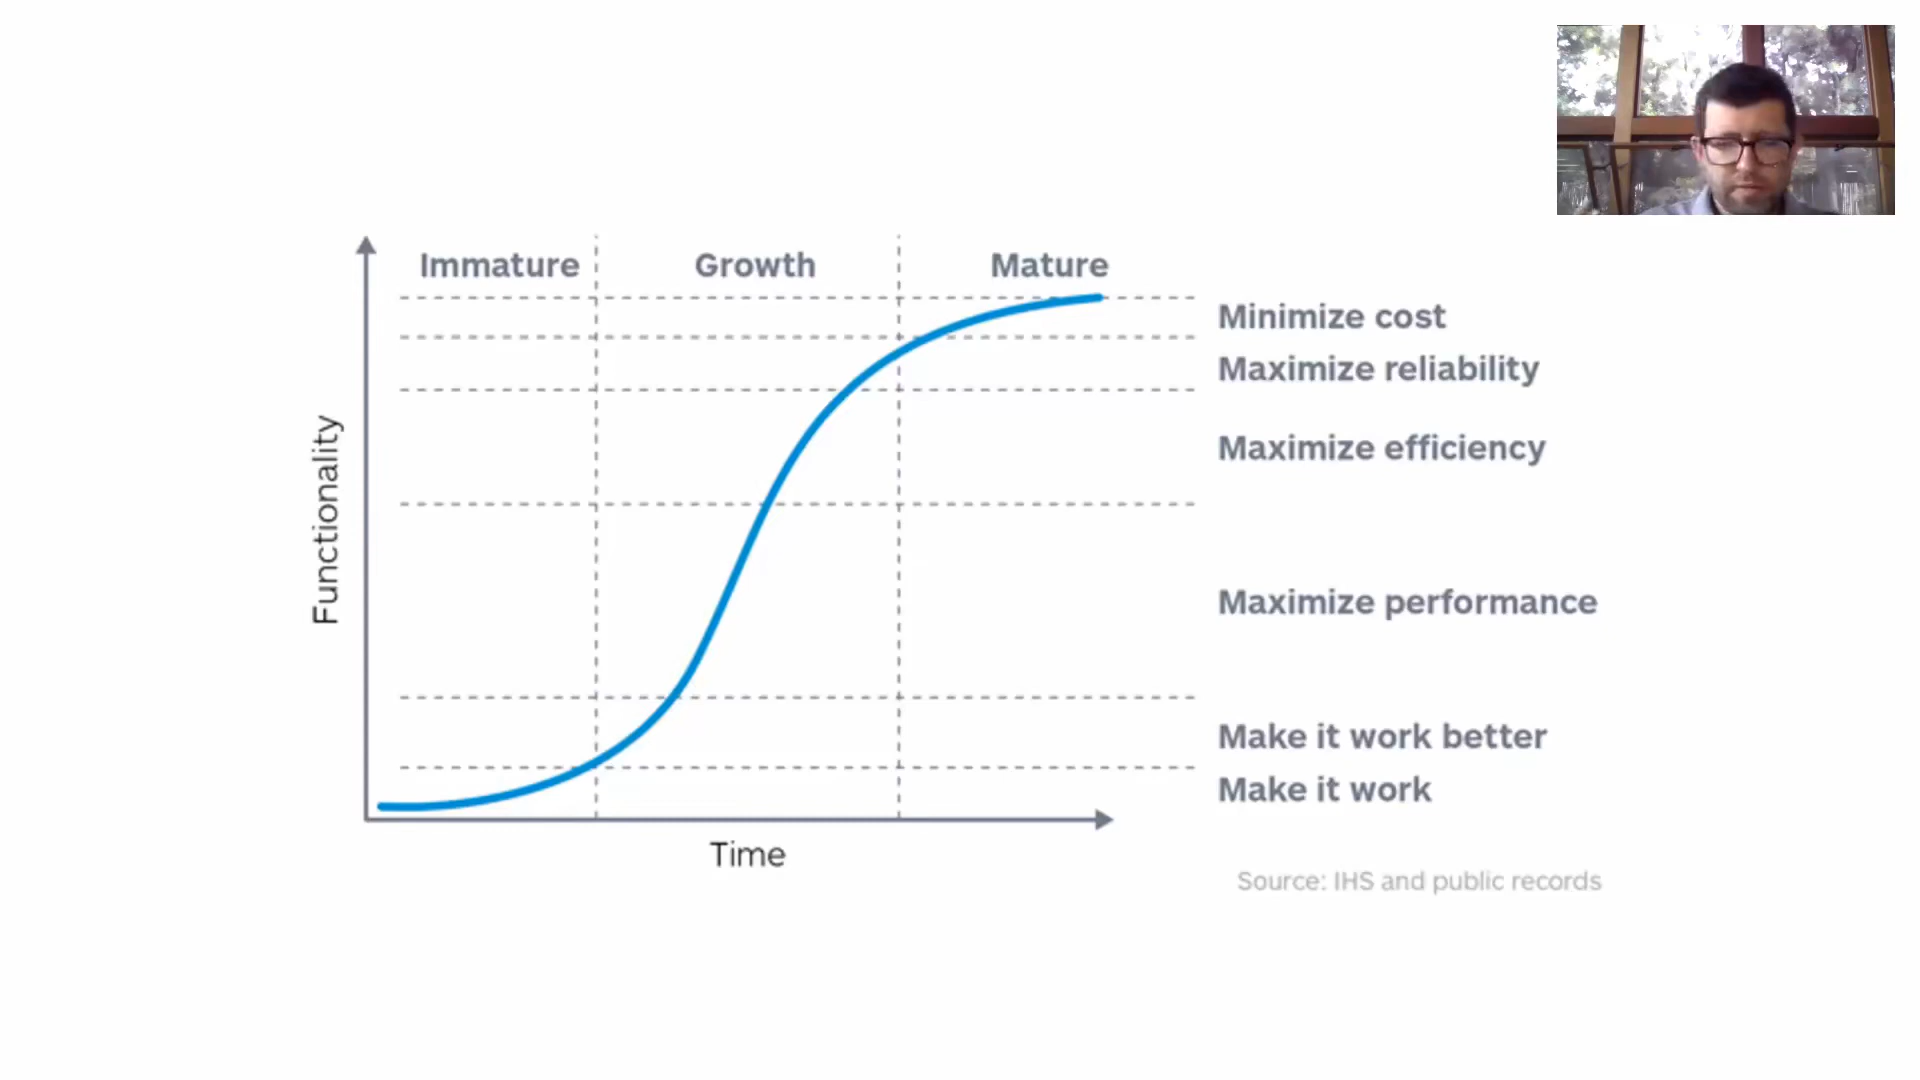 Immature Growth Mature
Minimize cost
Maximize reliability
Maximize efficiency
Functionality
Maximize performance
Make it work better
Make it work
Time
Source: IHS and public records